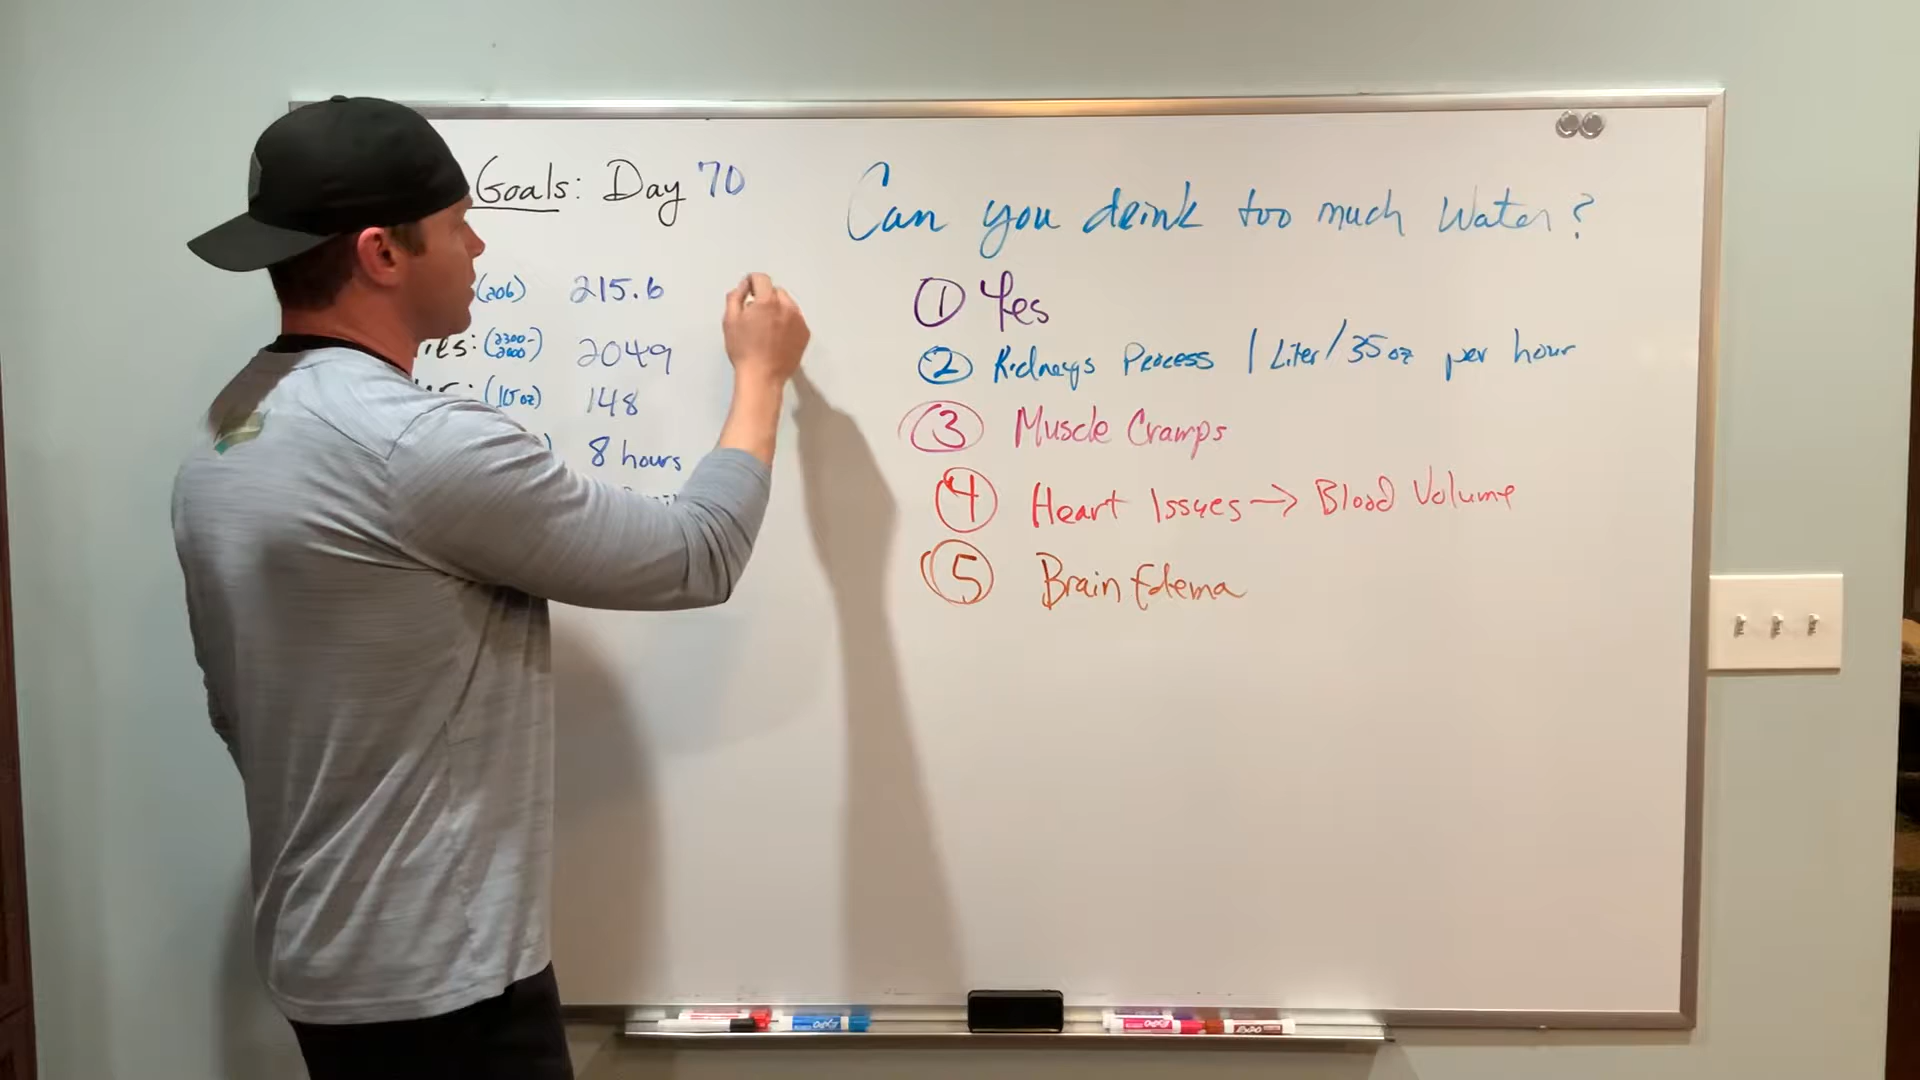 Goals: Day 70
(206) 215.6
ies: (2300-2800) 2049
148
8 hours
Can you drink too much Water?
① Yes
② Kidneys Process 1 Liter/35oz per hour
③ Muscle Cramps
④ Heart Issues → Blood Volume
⑤ Brain Edema